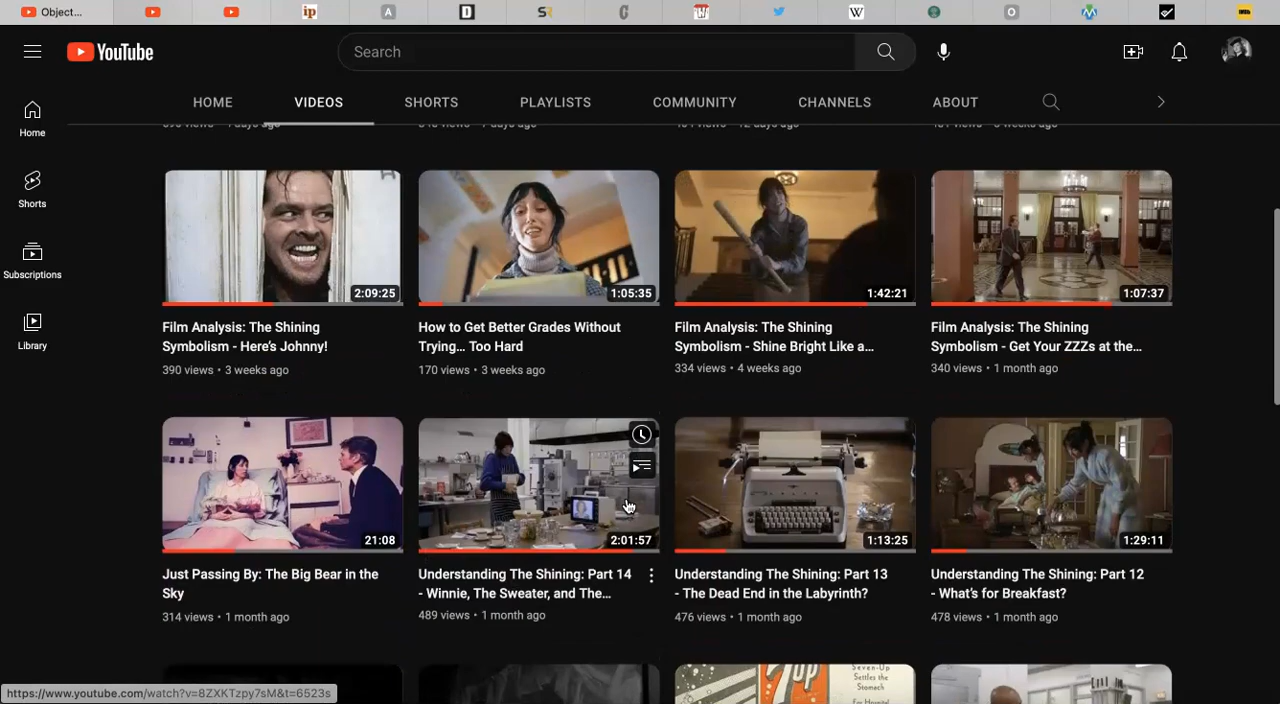 Object...
YouTube
Search
HOME
VIDEOS
SHORTS
PLAYLISTS
COMMUNITY
CHANNELS
ABOUT
Home
Shorts
Subscriptions
Library
2:09:25
1:05:35
1:42:21
1:07:37
Film Analysis: The Shining
Symbolism - Here's Johnny!
390 views • 3 weeks ago
How to Get Better Grades Without
Trying... Too Hard
170 views • 3 weeks ago
Film Analysis: The Shining
Symbolism - Shine Bright Like a...
334 views • 4 weeks ago
Film Analysis: The Shining
Symbolism - Get Your ZZZs at the...
340 views • 1 month ago
21:08
2:01:57
1:13:25
1:29:11
Just Passing By: The Big Bear in the
Sky
314 views • 1 month ago
Understanding The Shining: Part 14
- Winnie, The Sweater, and The...
489 views • 1 month ago
Understanding The Shining: Part 13
- The Dead End in the Labyrinth?
476 views • 1 month ago
Understanding The Shining: Part 12
- What's for Breakfast?
478 views • 1 month ago
7up
Seven-Up
Settles the
Stomach
https://www.youtube.com/watch?v=8ZXKTzpy7sM&t=6523s